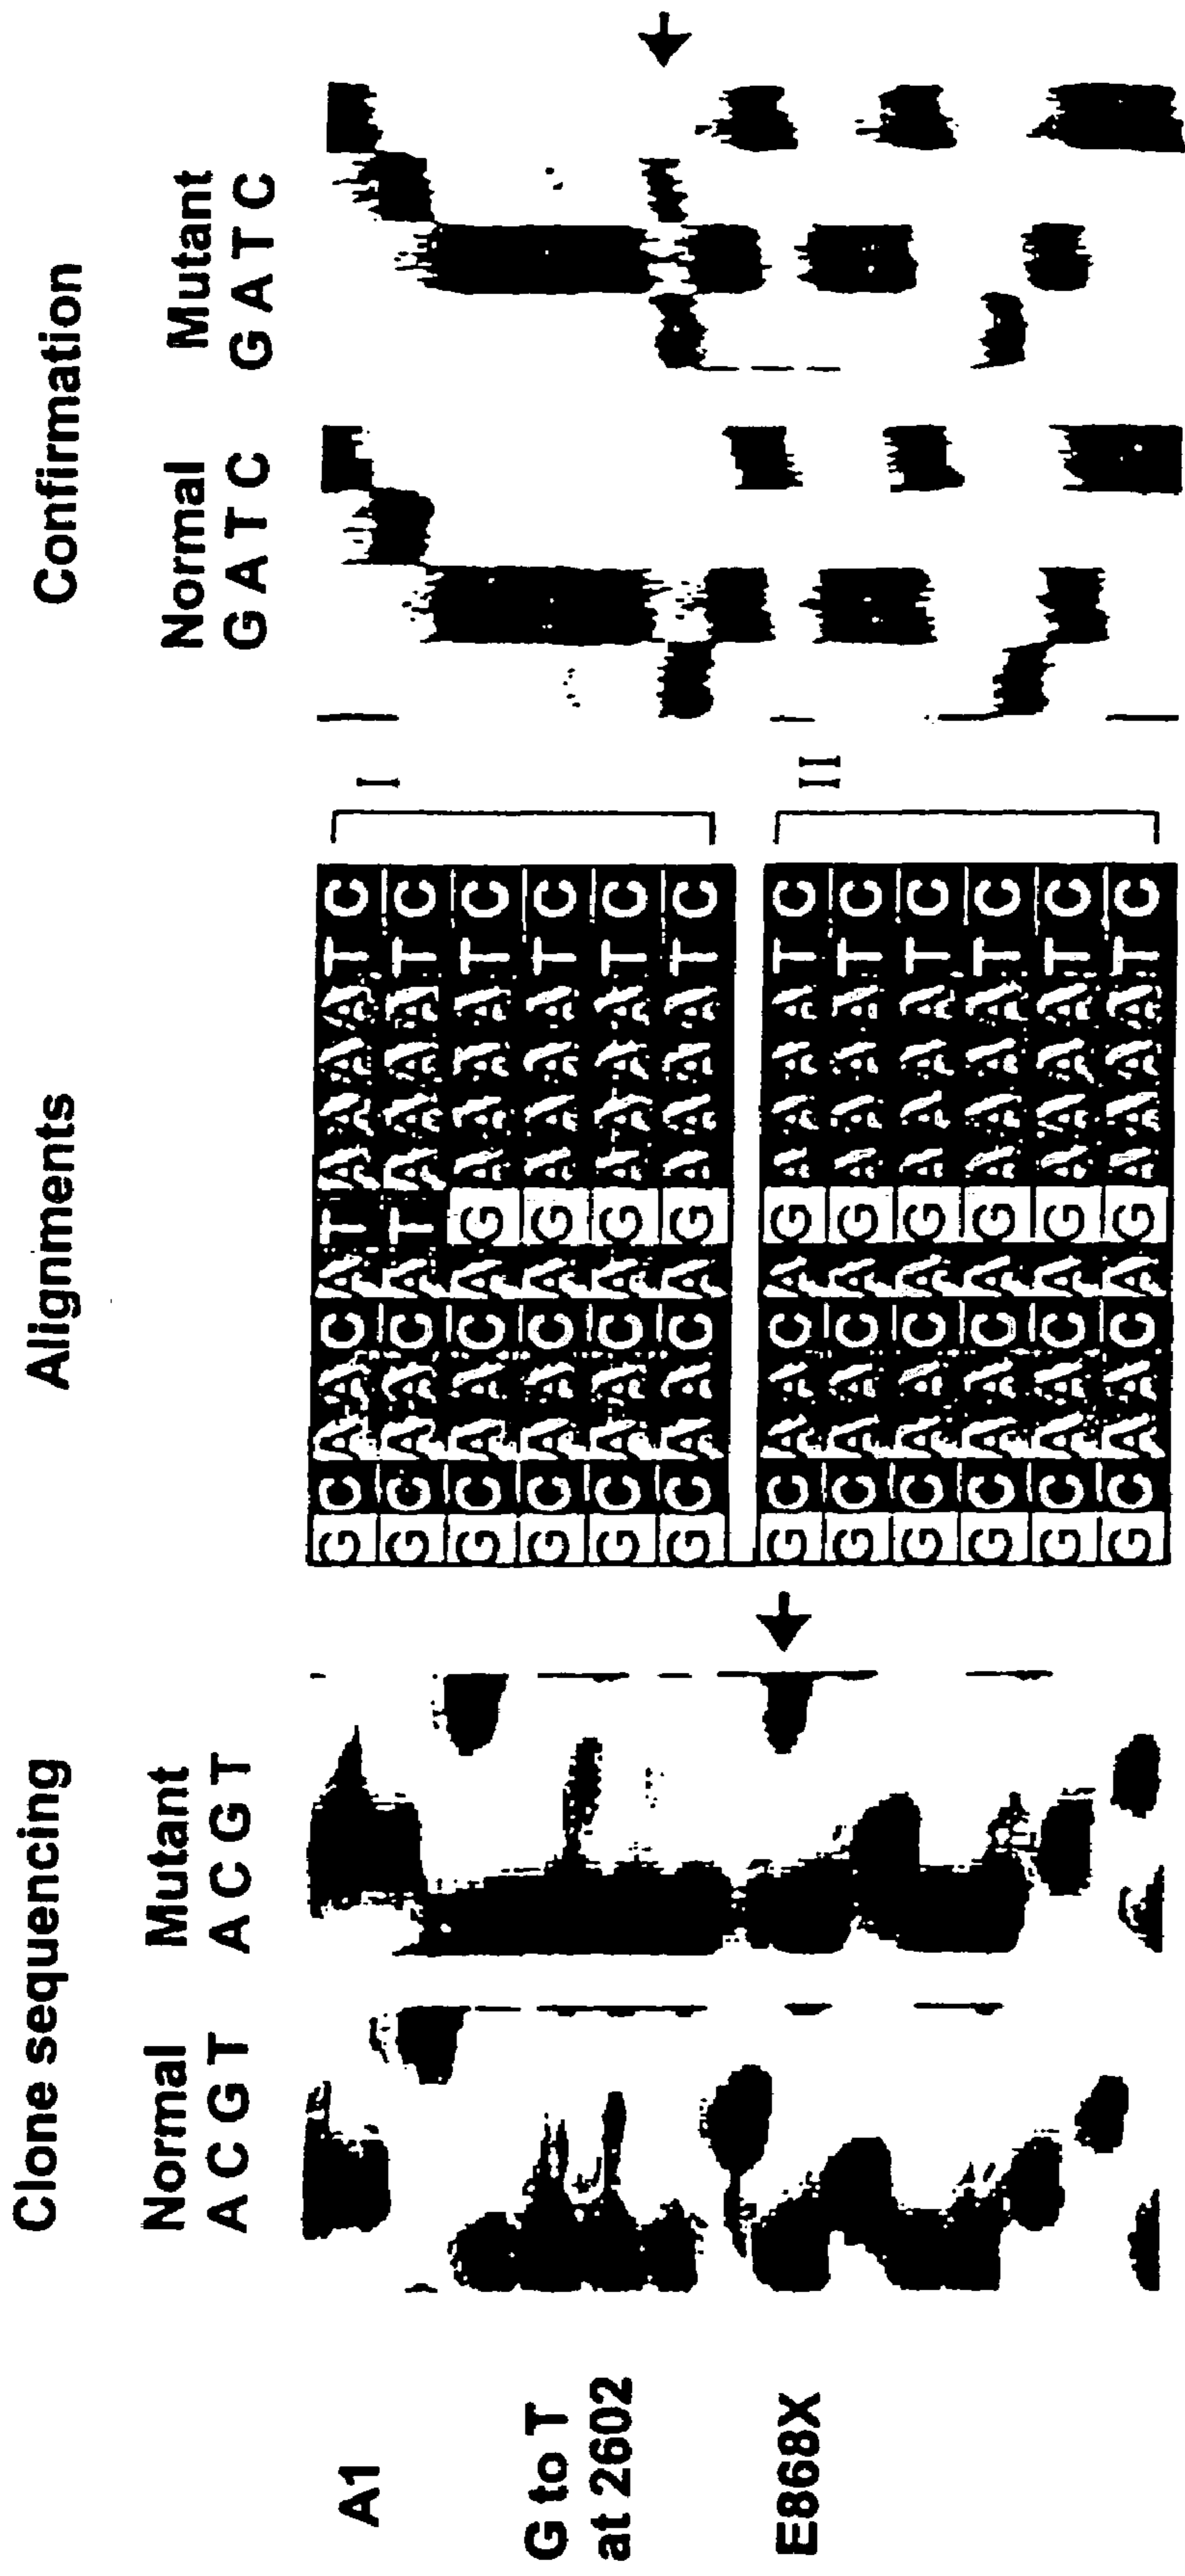 Clone sequencing
Alignments
Confirmation
Normal
Mutant
Normal
Mutant
A C G T
A C G T
G A T C
G A T C
A1
G to T
at 2602
E868X
G C A A C A T A A A A T C
G C A A C A T A A A A T C
G C A A C A G A A A A T C
G C A A C A G A A A A T C
G C A A C A G A A A A T C
G C A A C A G A A A A T C
I
G C A A C A G A A A A T C
G C A A C A G A A A A T C
G C A A C A G A A A A T C
G C A A C A G A A A A T C
G C A A C A G A A A A T C
G C A A C A G A A A A T C
II